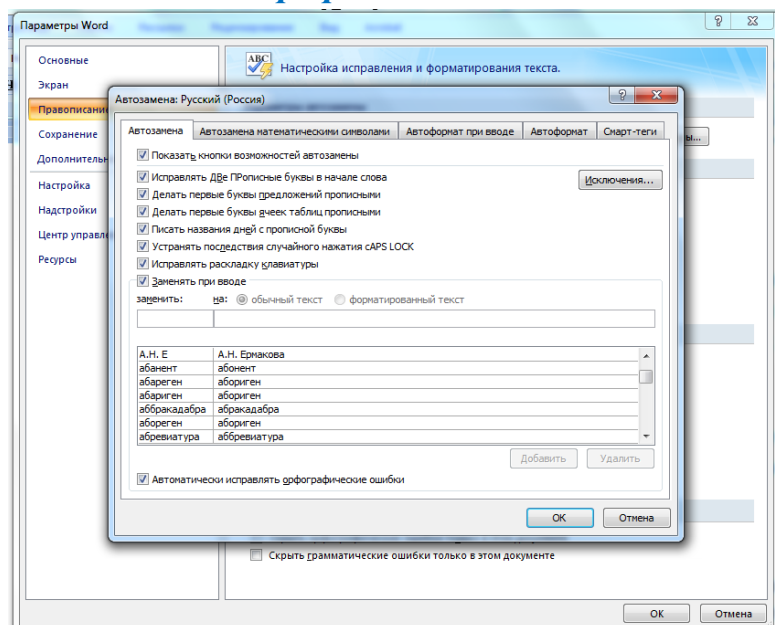 Параметры Word
Основные
Экран
Правописание
Сохранение
Настройка
Надстройки
Ресурсы
ABC
Настройка исправления и форматирования текста.
Автозамена: Русский (Россия)
Автозамена
Автозамена математическими символами
Автоформат при вводе
Автоформат
Смарт-теги
Показать кнопки возможностей автозамены
Исправлять ДВе ПРописные буквы в начале слова
Исключения...
Делать первые буквы предложений прописными
Делать первые буквы ячеек таблиц прописными
Писать названия дней с прописной буквы
Устранять последствия случайного нажатия cAPS LOCK
Исправлять раскладку клавиатуры
Заменять при вводе
заменить: на: обычный текст форматированный текст
А.Н. Е А.Н. Ермакова
абанент абонент
абареген абориген
абариген абориген
аббракадабра абракадабра
абореген абориген
абревиатура аббревиатура
Добавить Удалить
Автоматически исправлять орфографические ошибки
ОК Отмена
Скрыть грамматические ошибки только в этом документе
ОК Отмена